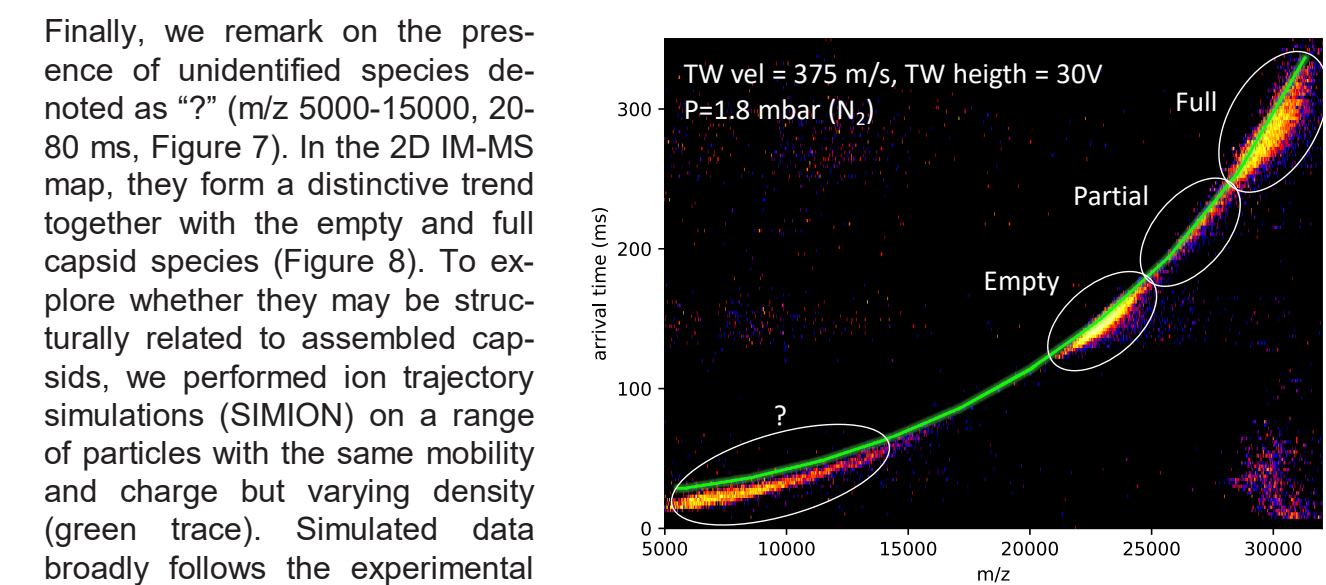 Finally, we remark on the pres-
ence of unidentified species de-
noted as “?” (m/z 5000-15000, 20-
80 ms, Figure 7). In the 2D IM-MS
map, they form a distinctive trend
together with the empty and full
capsid species (Figure 8). To ex-
plore whether they may be struc-
turally related to assembled cap-
sids, we performed ion trajectory
simulations (SIMION) on a range
of particles with the same mobility
and charge but varying density
(green trace). Simulated data
broadly follows the experimental
TW vel = 375 m/s, TW heigth = 30V
P=1.8 mbar (N₂)
Full
Partial
Empty
?
arrival time (ms)
300
200
100
0
5000 10000 15000 20000 25000 30000
m/z